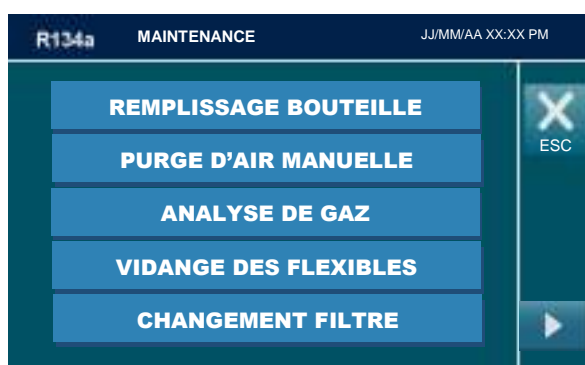 R134a MAINTENANCE JJ/MM/AA XX:XX PM
REMPLISSAGE BOUTEILLE
ESC
PURGE D’AIR MANUELLE
ANALYSE DE GAZ
VIDANGE DES FLEXIBLES
CHANGEMENT FILTRE